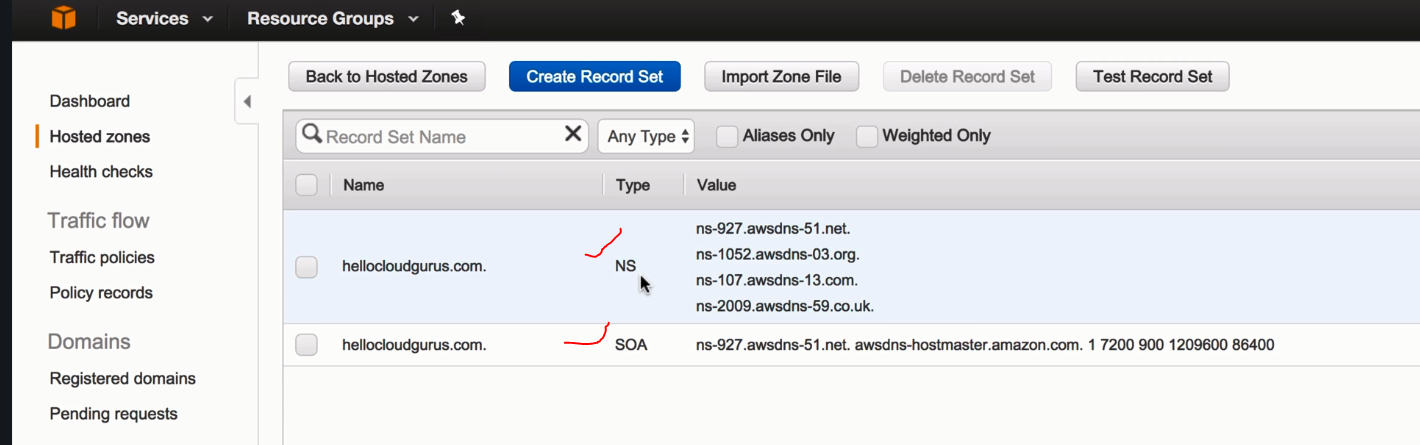 Services Resource Groups
Back to Hosted Zones Create Record Set Import Zone File Delete Record Set Test Record Set
Dashboard
Hosted zones
Health checks
Traffic flow
Traffic policies
Policy records
Domains
Registered domains
Pending requests
Record Set Name Any Type Aliases Only Weighted Only
Name Type Value
hellocloudgurus.com. NS
ns-927.awsdns-51.net.
ns-1052.awsdns-03.org.
ns-107.awsdns-13.com.
ns-2009.awsdns-59.co.uk.
hellocloudgurus.com. SOA ns-927.awsdns-51.net. awsdns-hostmaster.amazon.com. 1 7200 900 1209600 86400